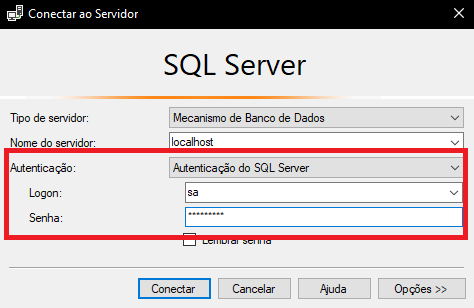 Conectar ao Servidor
SQL Server
Tipo de servidor: Mecanismo de Banco de Dados
Nome do servidor: localhost
Autenticação: Autenticação do SQL Server
Logon: sa
Senha: *********
Lembrar senha
Conectar Cancelar Ajuda Opções >>